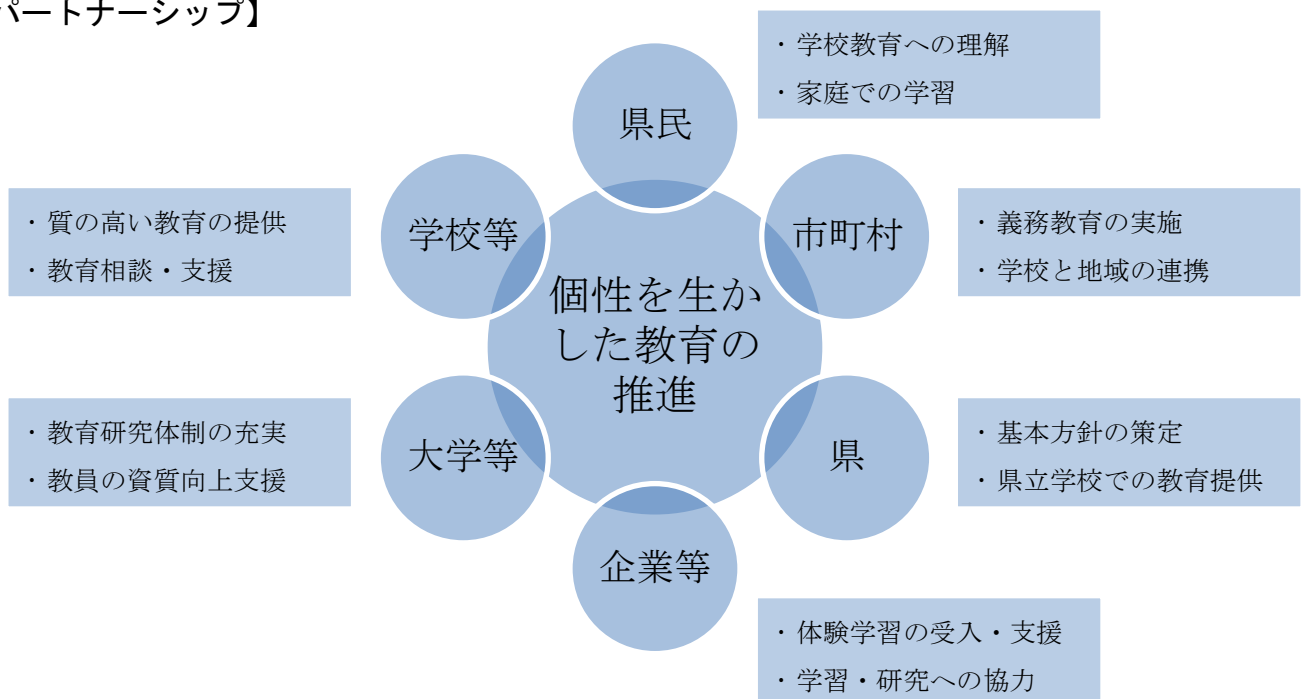 パートナーシップ】
県民
・学校教育への理解
・家庭での学習
学校等
・質の高い教育の提供
・教育相談・支援
市町村
・義務教育の実施
・学校と地域の連携
個性を生か
した教育の
推進
大学等
・教育研究体制の充実
・教員の資質向上支援
県
・基本方針の策定
・県立学校での教育提供
企業等
・体験学習の受入・支援
・学習・研究への協力